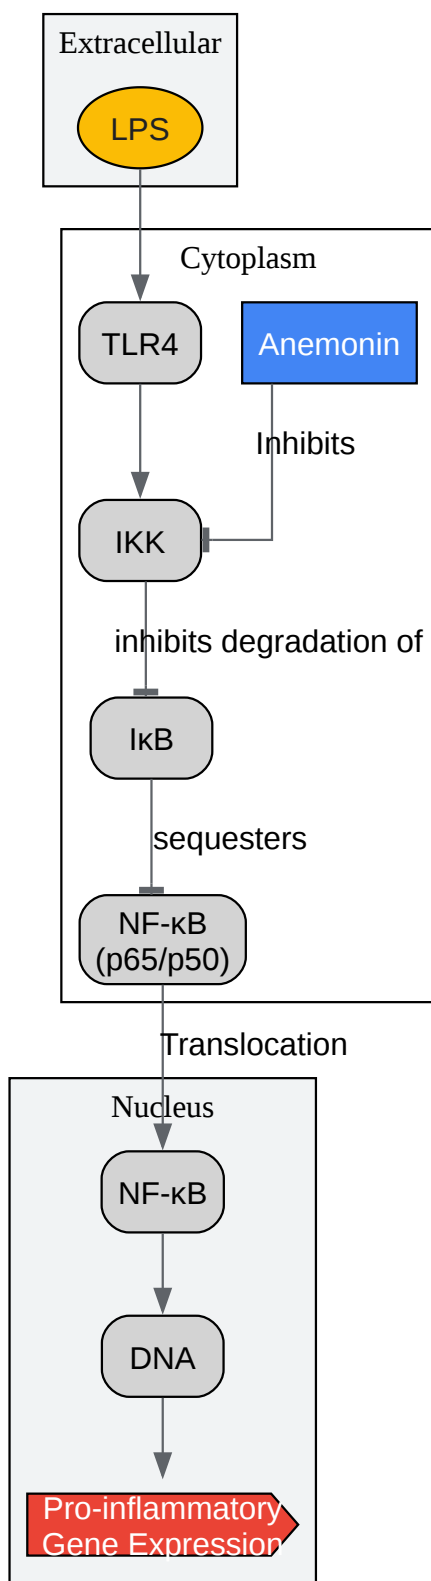 Extracellular
LPS
Cytoplasm
TLR4
Anemonin
Inhibits
IKK
inhibits degradation of
IκB
sequesters
NF-κB
(p65/p50)
Translocation
Nucleus
NF-κB
DNA
Pro-inflammatory
Gene Expression